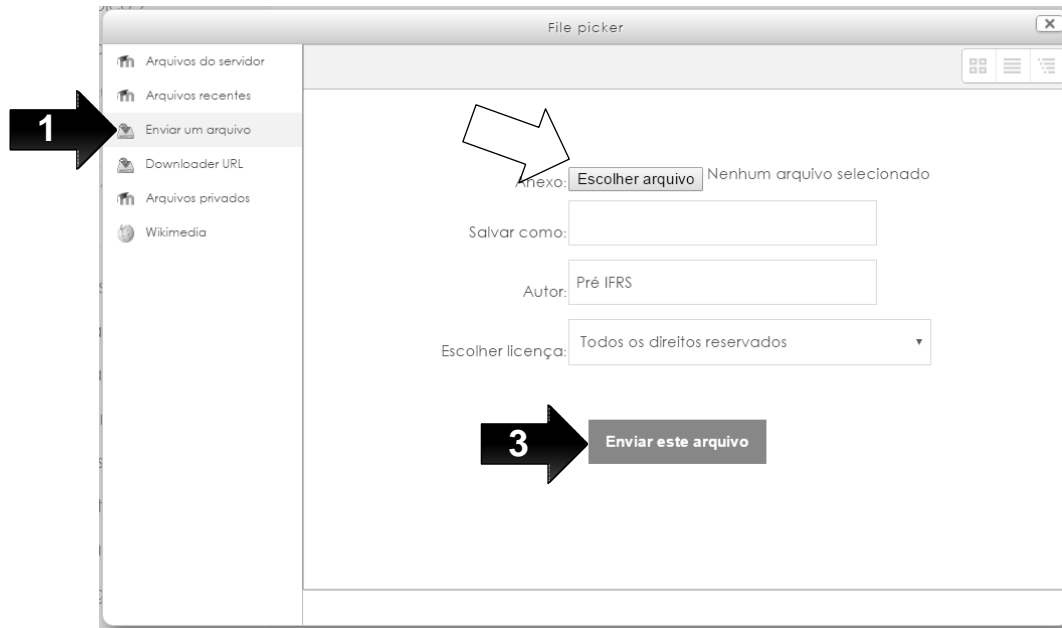 File picker
Arquivos do servidor
Arquivos recentes
1
Enviar um arquivo
Downloader URL
Arquivos privados
Wikimedia
Anexo: Escolher arquivo Nenhum arquivo selecionado
Salvar como:
Autor: Pré IFRS
Escolher licença: Todos os direitos reservados
3 Enviar este arquivo